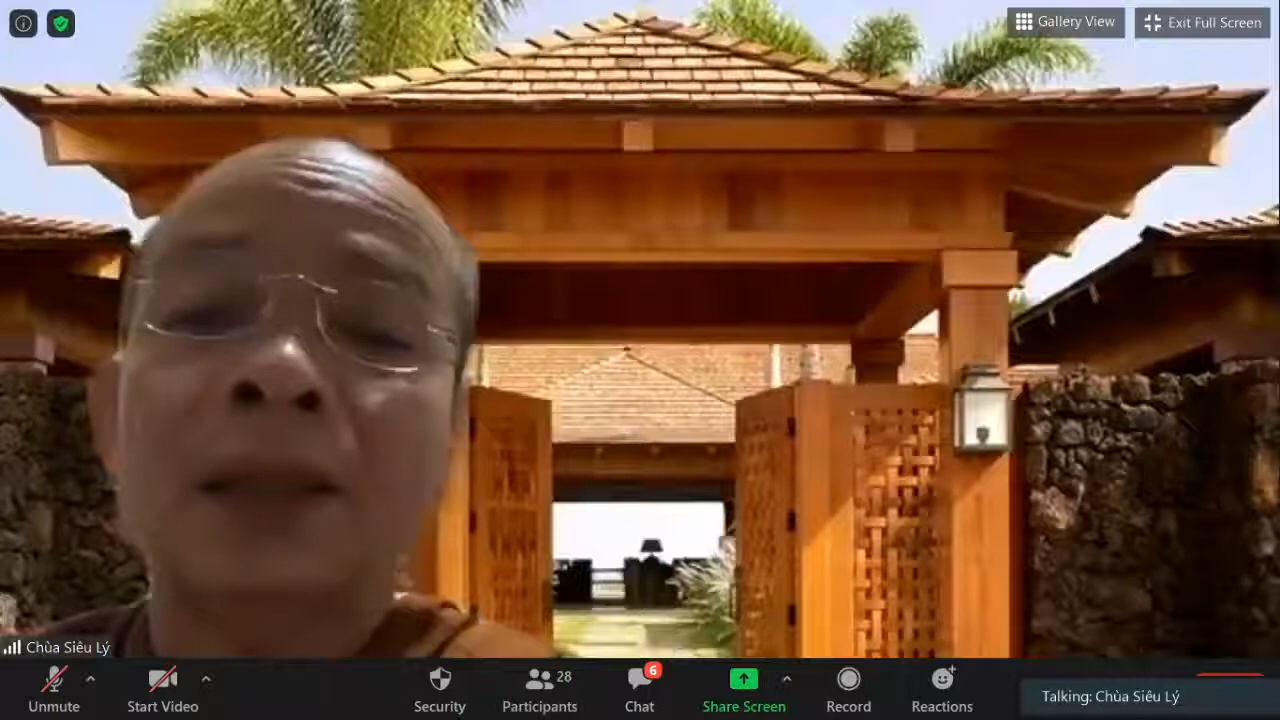 Gallery View
Exit Full Screen
Chùa Siêu Lý
Unmute
Start Video
Security
28
Participants
6
Chat
Share Screen
Record
Reactions
Talking: Chùa Siêu Lý